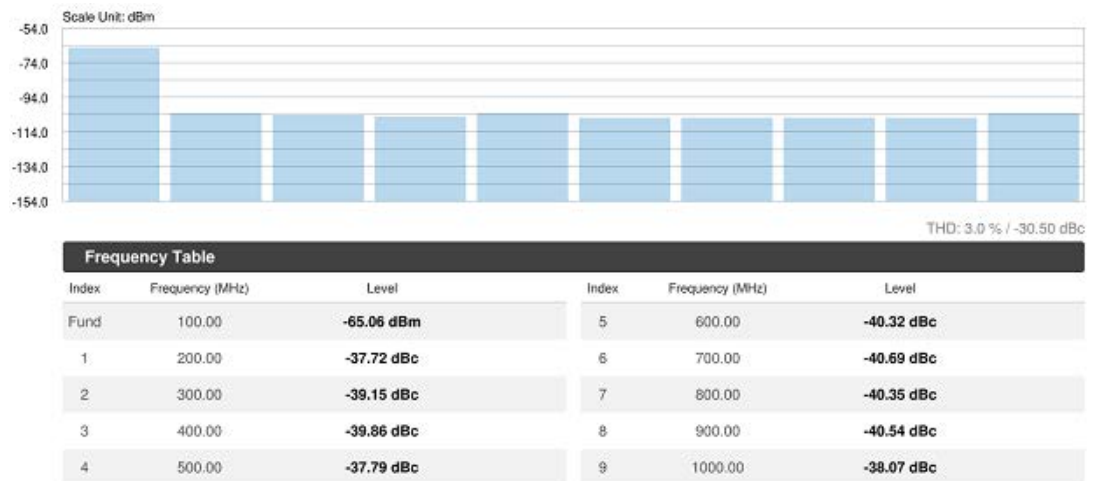 Scale Unit: dBm
-54.0
-74.0
-94.0
-114.0
-134.0
-154.0
THD: 3.0 % / -30.50 dBc
Frequency Table
Index Frequency (MHz) Level Index Frequency (MHz) Level
Fund 100.00 -65.06 dBm 5 600.00 -40.32 dBc
1 200.00 -37.72 dBc 6 700.00 -40.69 dBc
2 300.00 -39.15 dBc 7 800.00 -40.35 dBc
3 400.00 -39.86 dBc 8 900.00 -40.54 dBc
4 500.00 -37.79 dBc 9 1000.00 -38.07 dBc